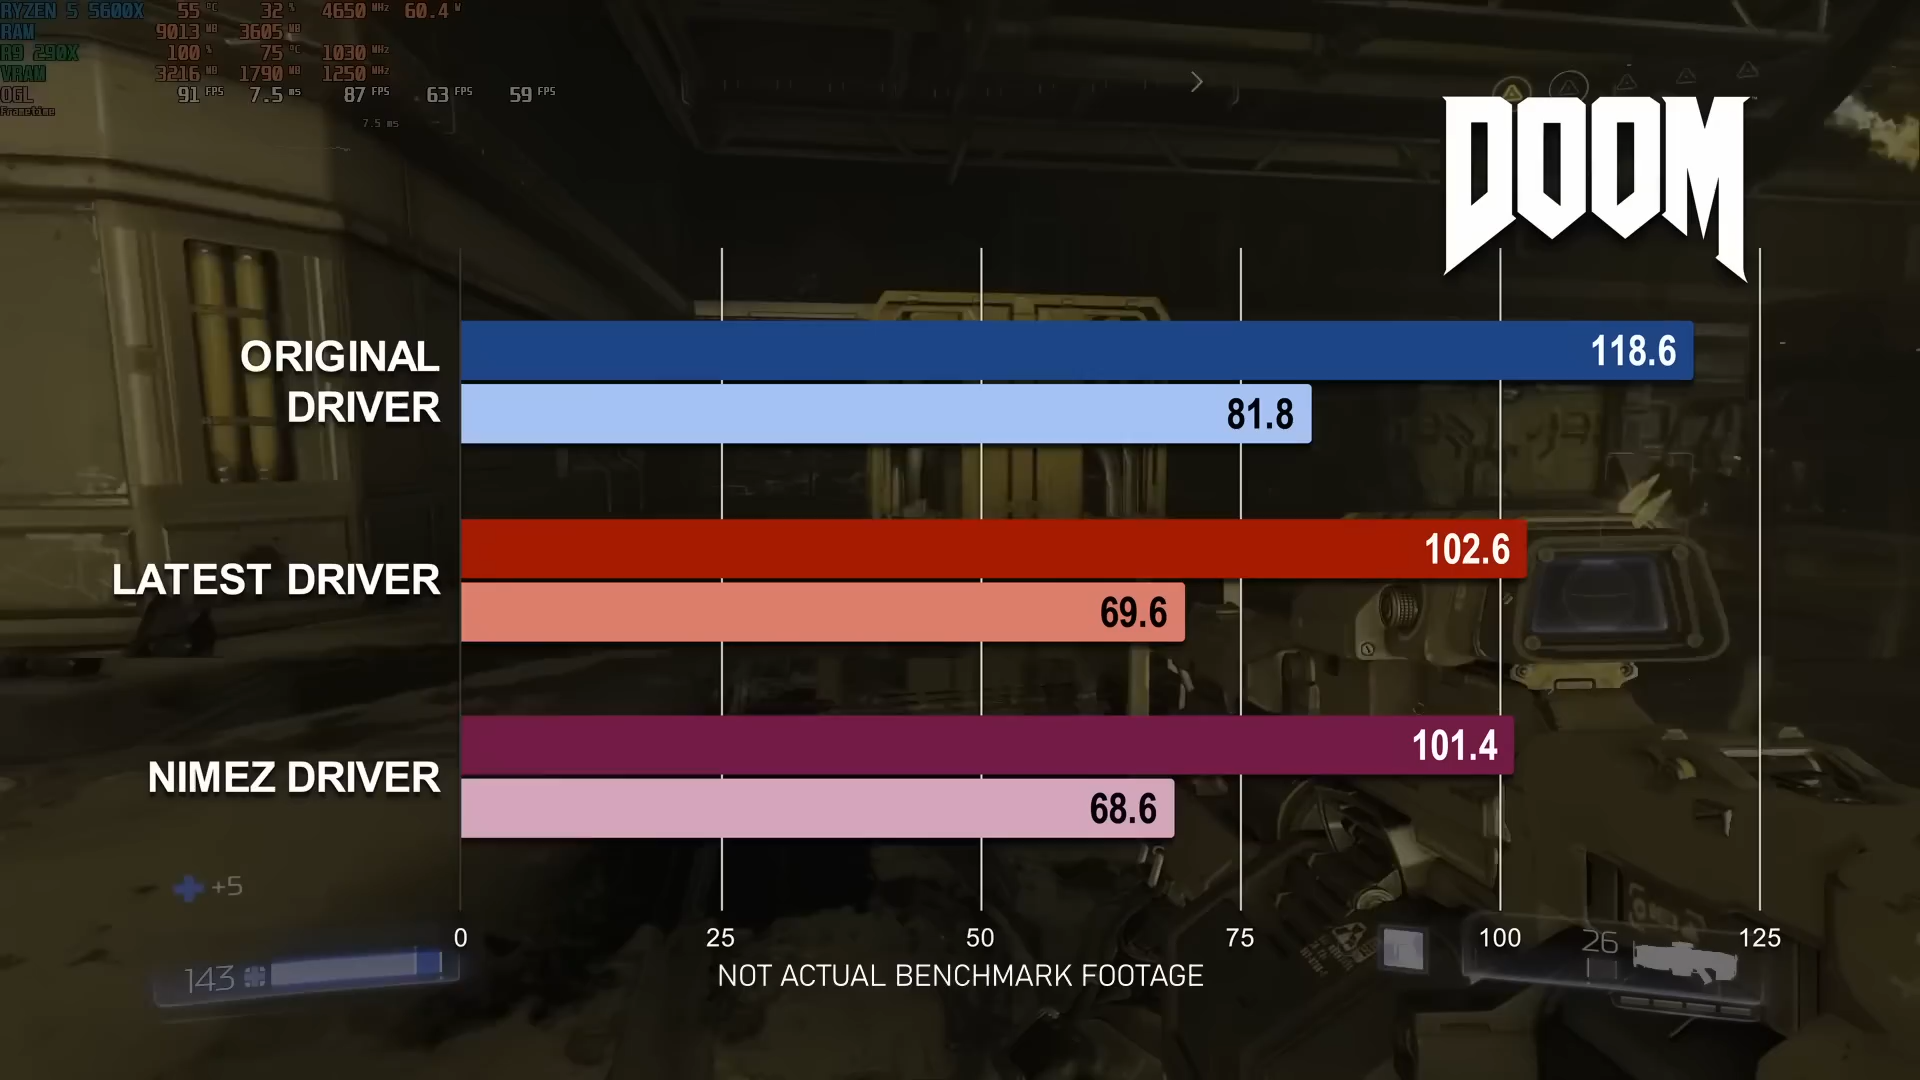 RYZEN 5 5600X 55 °C 32 % 4650 MHz 60.4 W
RAM 9013 MB 3605 MB
R9 290X 100 % 75 °C 1030 MHz
VRAM 3216 MB 1790 MB 1250 MHz
OGL 91 FPS 7.5 ms 87 FPS 63 FPS 59 FPS
Frametime
7.5 ms
DOOM
ORIGINAL
DRIVER
118.6
81.8
LATEST DRIVER
102.6
69.6
NIMEZ DRIVER
101.4
68.6
+5
0 25 50 75 100 125
143
26
NOT ACTUAL BENCHMARK FOOTAGE